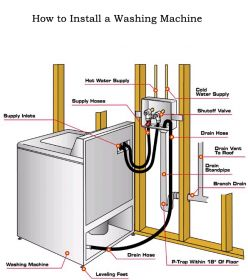 How to Install a Washing Machine
Hot Water Supply
Cold
Water Supply
Supply Hoses
Shutoff Valve
Supply Inlets
Drain Hose
Drain Vent
To Roof
Drain
Standpipe
Branch Drain
P-Trap Within 18" Of Floor
Washing Machine
Drain Hose
Leveling Feet